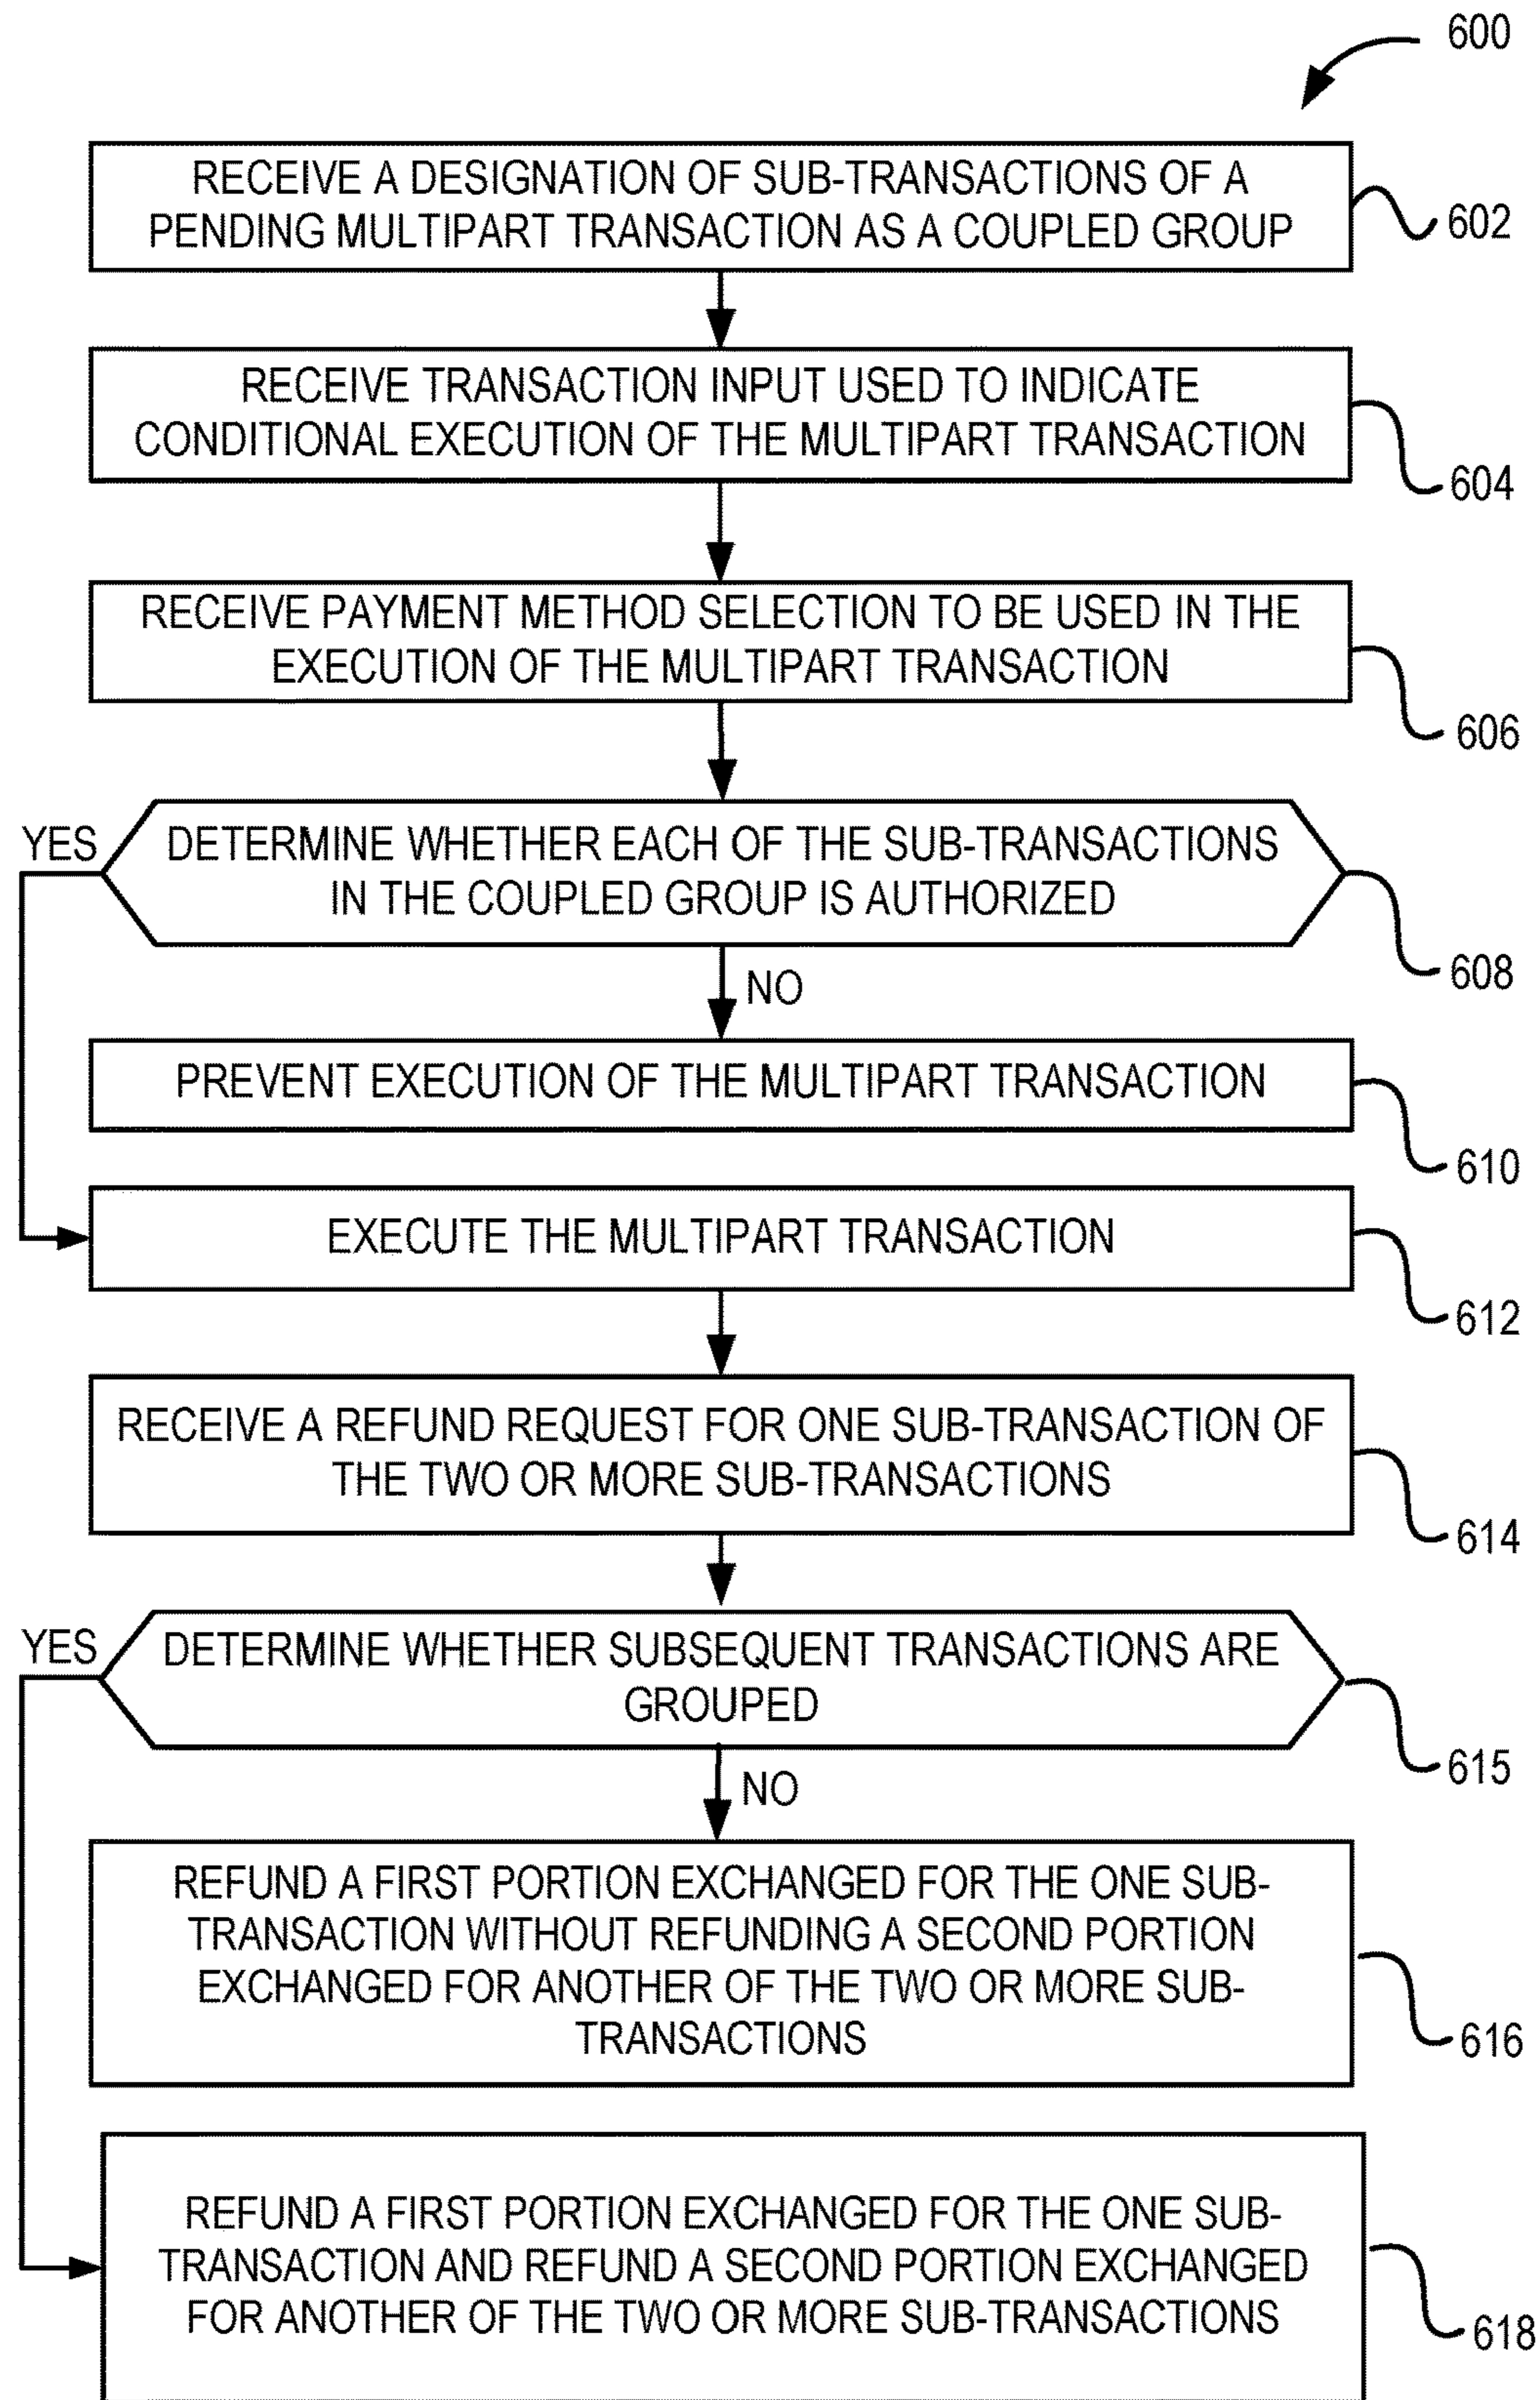 600
RECEIVE A DESIGNATION OF SUB-TRANSACTIONS OF A
PENDING MULTIPART TRANSACTION AS A COUPLED GROUP
602
RECEIVE TRANSACTION INPUT USED TO INDICATE
CONDITIONAL EXECUTION OF THE MULTIPART TRANSACTION
604
RECEIVE PAYMENT METHOD SELECTION TO BE USED IN THE
EXECUTION OF THE MULTIPART TRANSACTION
606
YES
DETERMINE WHETHER EACH OF THE SUB-TRANSACTIONS
IN THE COUPLED GROUP IS AUTHORIZED
608
NO
PREVENT EXECUTION OF THE MULTIPART TRANSACTION
610
EXECUTE THE MULTIPART TRANSACTION
612
RECEIVE A REFUND REQUEST FOR ONE SUB-TRANSACTION OF
THE TWO OR MORE SUB-TRANSACTIONS
614
YES
DETERMINE WHETHER SUBSEQUENT TRANSACTIONS ARE
GROUPED
615
NO
REFUND A FIRST PORTION EXCHANGED FOR THE ONE SUB-
TRANSACTION WITHOUT REFUNDING A SECOND PORTION
EXCHANGED FOR ANOTHER OF THE TWO OR MORE SUB-
TRANSACTIONS
616
REFUND A FIRST PORTION EXCHANGED FOR THE ONE SUB-
TRANSACTION AND REFUND A SECOND PORTION EXCHANGED
FOR ANOTHER OF THE TWO OR MORE SUB-TRANSACTIONS
618